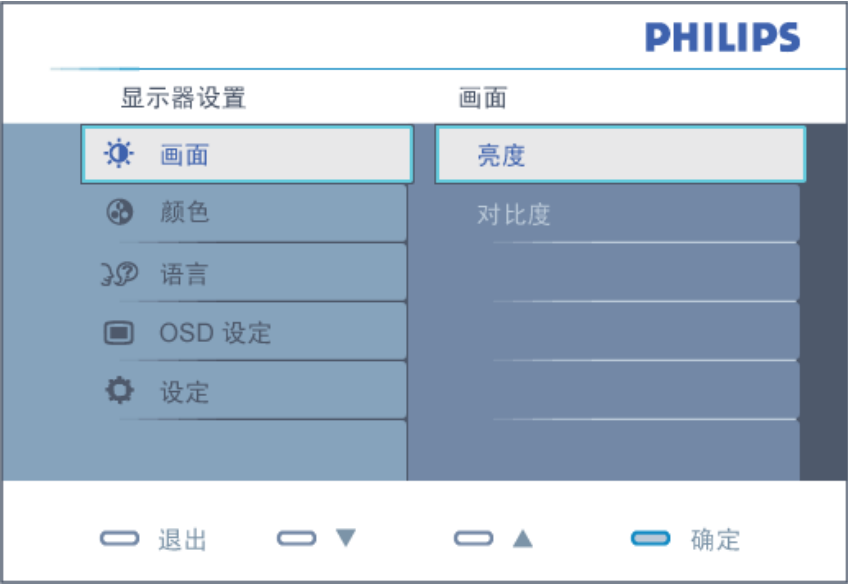 PHILIPS
显示器设置 画面
画面 亮度
颜色 对比度
语言
OSD 设定
设定
退出 ▼ ▲ 确定